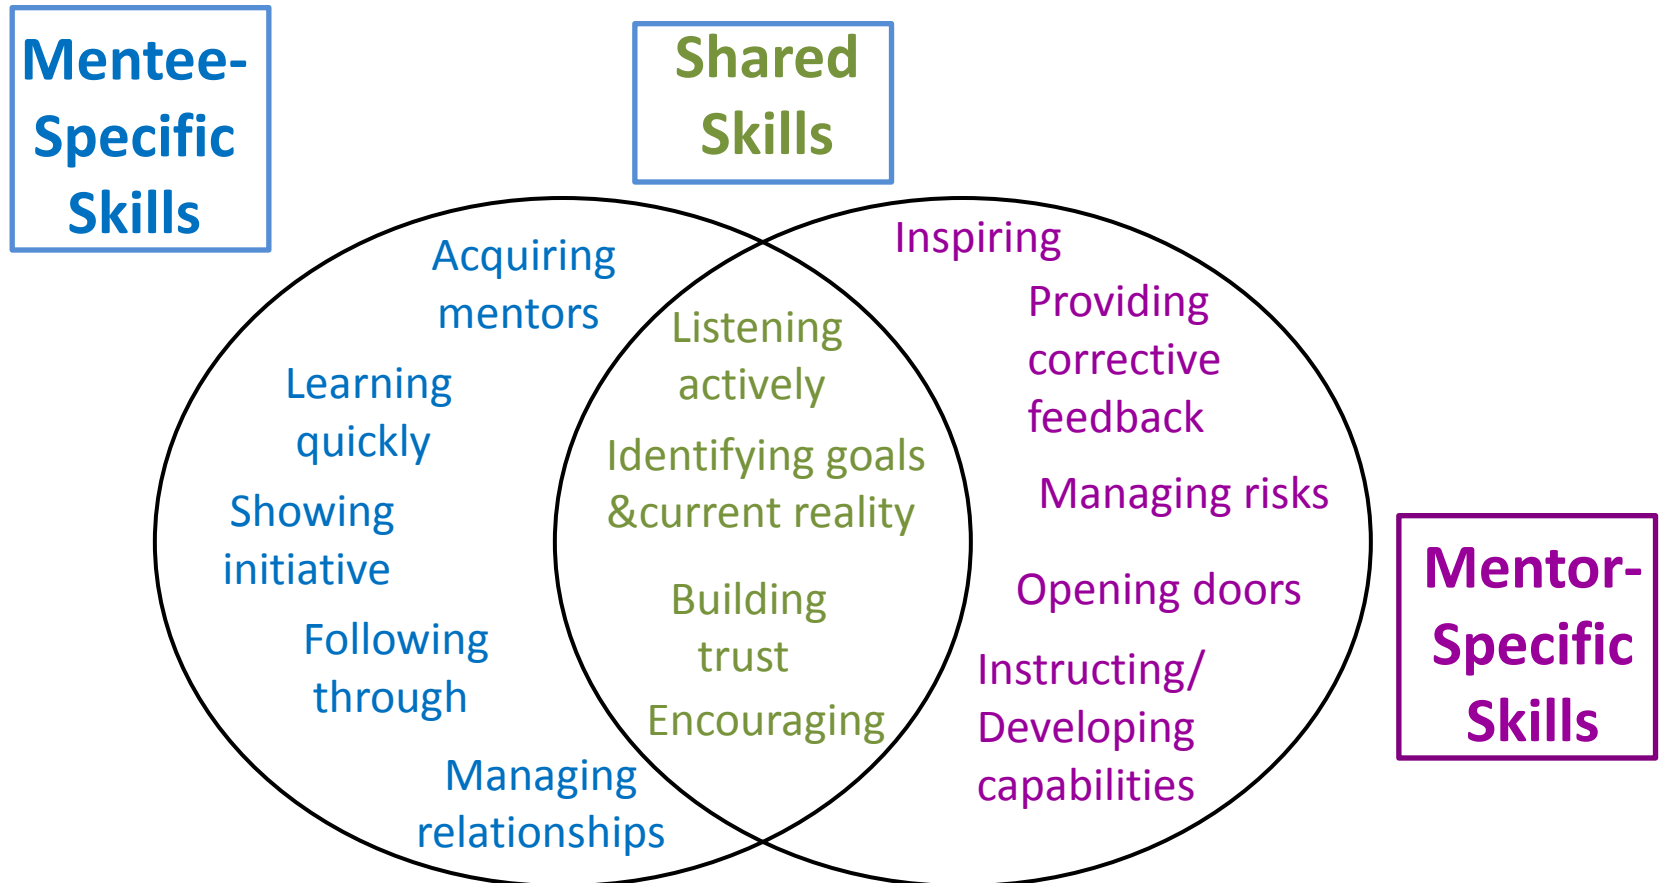 Mentee-
Specific
Skills
Shared
Skills
Acquiring
mentors
Learning
quickly
Showing
initiative
Following
through
Managing
relationships
Listening
actively
Identifying goals
&current reality
Building
trust
Encouraging
Inspiring
Providing
corrective
feedback
Managing risks
Opening doors
Instructing/
Developing
capabilities
Mentor-
Specific
Skills